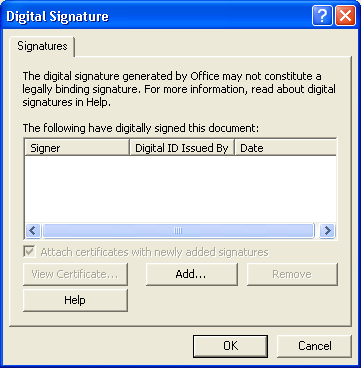 Digital Signature
Signatures
The digital signature generated by Office may not constitute a
legally binding signature. For more information, read about digital
signatures in Help.
The following have digitally signed this document:
Signer Digital ID Issued By Date
Attach certificates with newly added signatures
View Certificate... Add... Remove
Help
OK Cancel